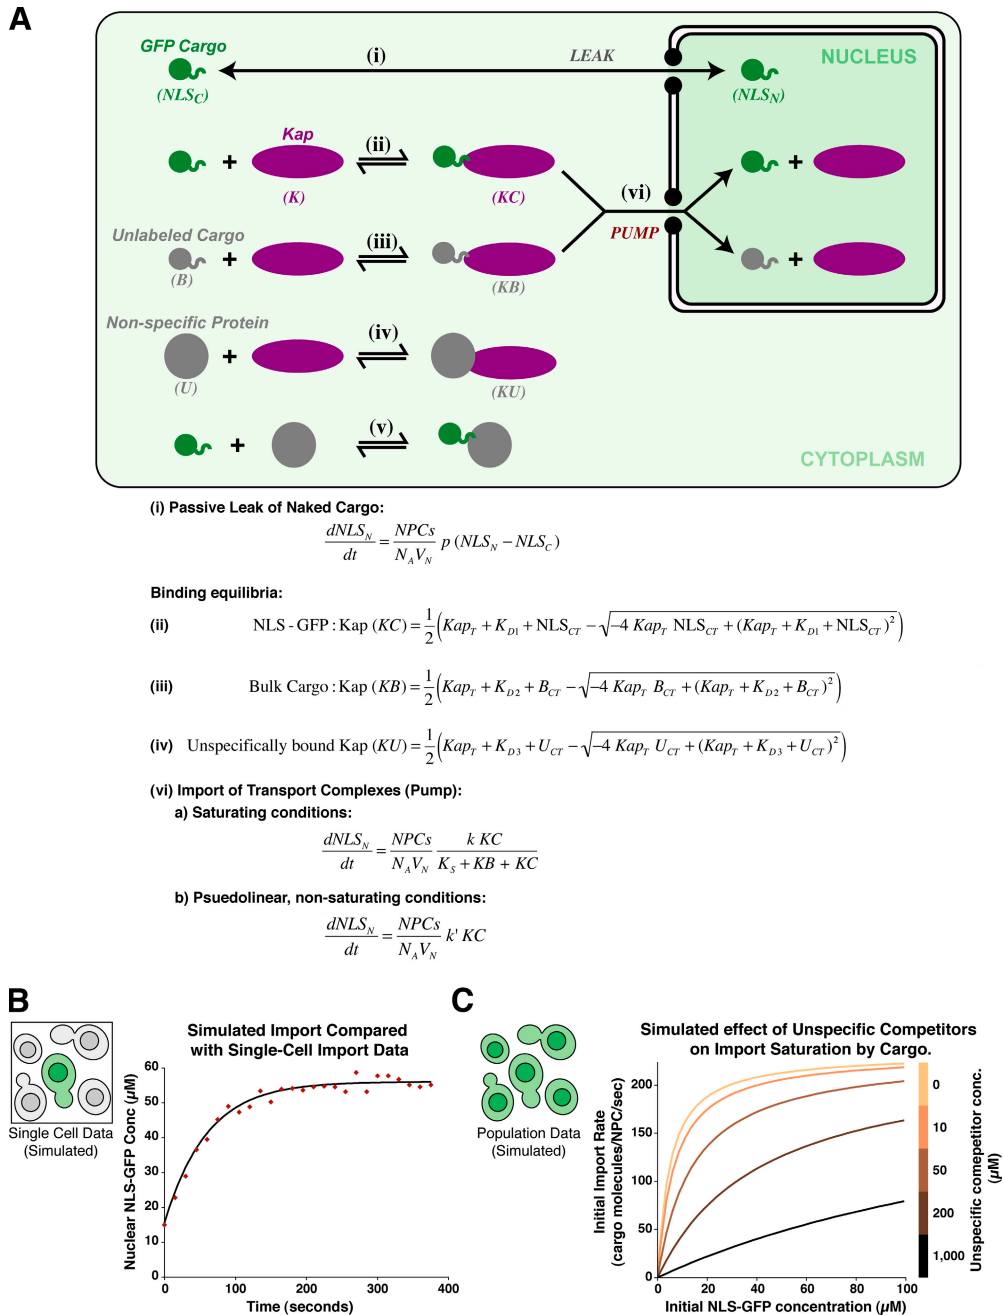 A
GFP Cargo
(i)
LEAK
NUCLEUS
(NLS_C)
(NLS_N)
Kap
(ii)
(K)
(KC)
(vi)
PUMP
Unlabeled Cargo
(iii)
(B)
(KB)
Non-specific Protein
(iv)
(U)
(KU)
(v)
CYTOPLASM
(i) Passive Leak of Naked Cargo:
dNLS_N/dt = NPCs/(N_A V_N) p (NLS_N − NLS_C)
Binding equilibria:
(ii) NLS - GFP : Kap (KC) = 1/2 (Kap_T + K_D1 + NLS_CT − √(−4 Kap_T NLS_CT + (Kap_T + K_D1 + NLS_CT)²))
(iii) Bulk Cargo : Kap (KB) = 1/2 (Kap_T + K_D2 + B_CT − √(−4 Kap_T B_CT + (Kap_T + K_D2 + B_CT)²))
(iv) Unspecifically bound Kap (KU) = 1/2 (Kap_T + K_D3 + U_CT − √(−4 Kap_T U_CT + (Kap_T + K_D3 + U_CT)²))
(vi) Import of Transport Complexes (Pump):
a) Saturating conditions:
dNLS_N/dt = NPCs/(N_A V_N) k KC/(K_S + KB + KC)
b) Psuedolinear, non-saturating conditions:
dNLS_N/dt = NPCs/(N_A V_N) k' KC
B
Single Cell Data
(Simulated)
Simulated Import Compared
with Single-Cell Import Data
Nuclear NLS-GFP Conc (µM)
60
50
40
30
20
10
0
0 100 200 300 400
Time (seconds)
C
Population Data
(Simulated)
Simulated effect of Unspecific Competitors
on Import Saturation by Cargo.
Initial Import Rate
(cargo molecules/NPC/sec)
200
150
100
50
0
0 20 40 60 80 100
Initial NLS-GFP concentration (µM)
0
10
50
200
1,000
Unspecific comepetitor conc.
(µM)